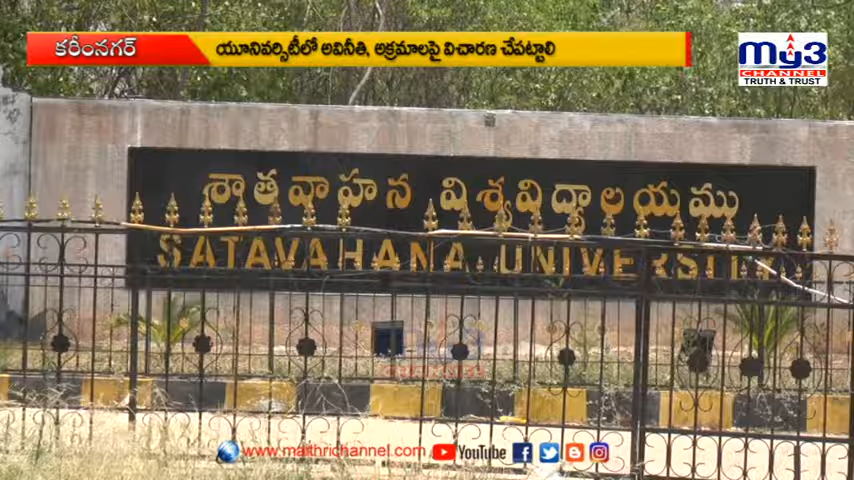 కరీంనగర్
యూనివర్సిటీలో అవినీతి, అక్రమాలపై విచారణ చేపట్టాలి
My3
CHANNEL
TRUTH & TRUST
శాతవాహన విశ్వవిద్యాలయము
SATAVAHANA UNIVERSITY
www.maithrichannel.com
YouTube